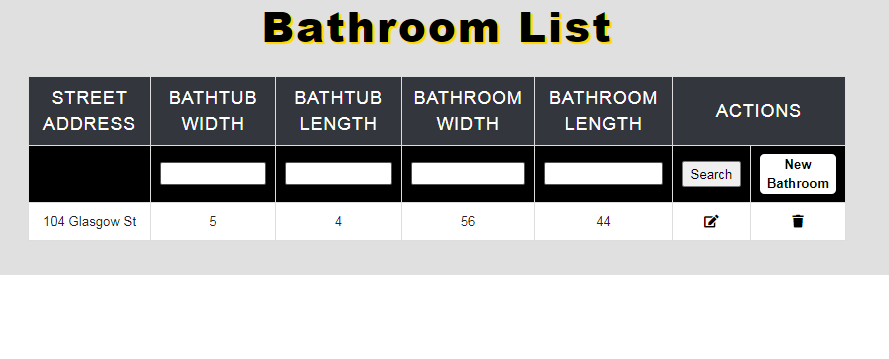 Bathroom List
STREET ADDRESS
BATHTUB WIDTH
BATHTUB LENGTH
BATHROOM WIDTH
BATHROOM LENGTH
ACTIONS
Search
New Bathroom
104 Glasgow St
5
4
56
44